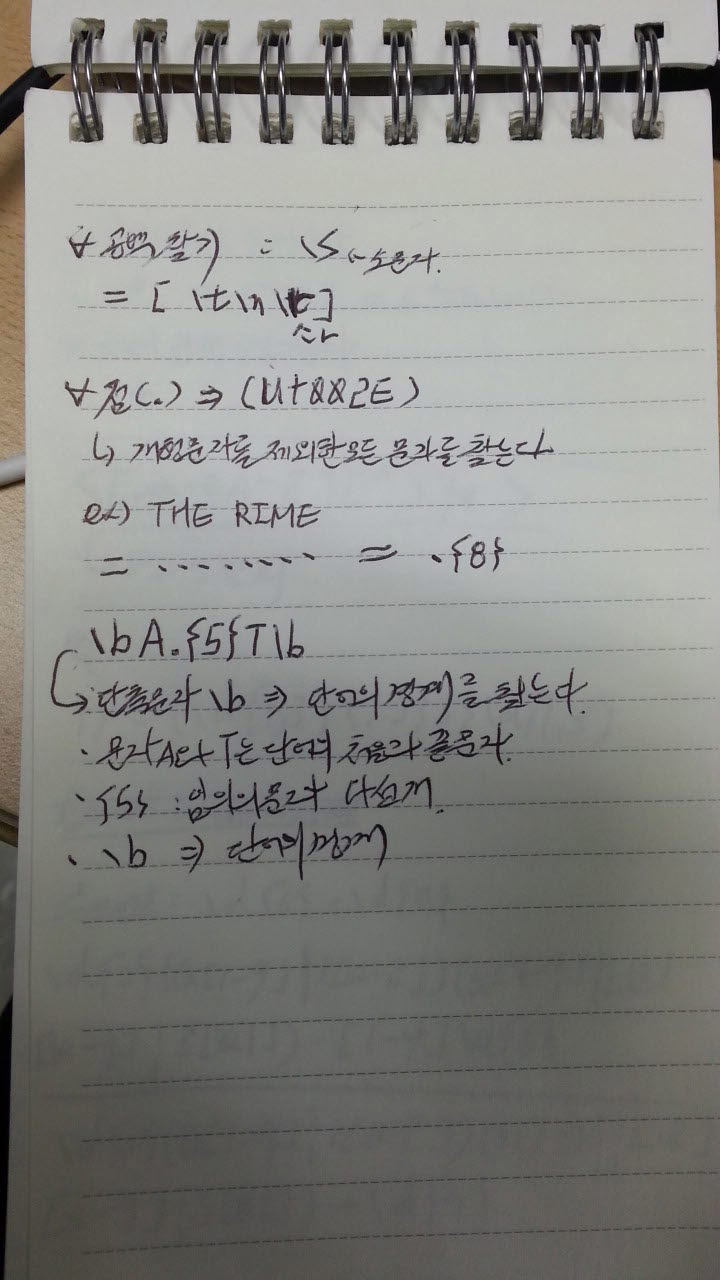 ∀ 공백 찾기 : \s ↖ 소문자.
= [ \t\n\r]
∀ 점(.) ⇒ (U+002E)
↳ 개행문자를 제외한 모든 문자를 찾는다
ex) THE RIME
= ........ = .{8}
\bA.{5}T\b
↳ 단축문자 \b ⇒ 단어의 경계를 찾는다.
· 문자 A와 T는 단어의 처음과 끝문자.
· {5} : 임의의 문자 다섯개.
· \b ⇒ 단어의 경계